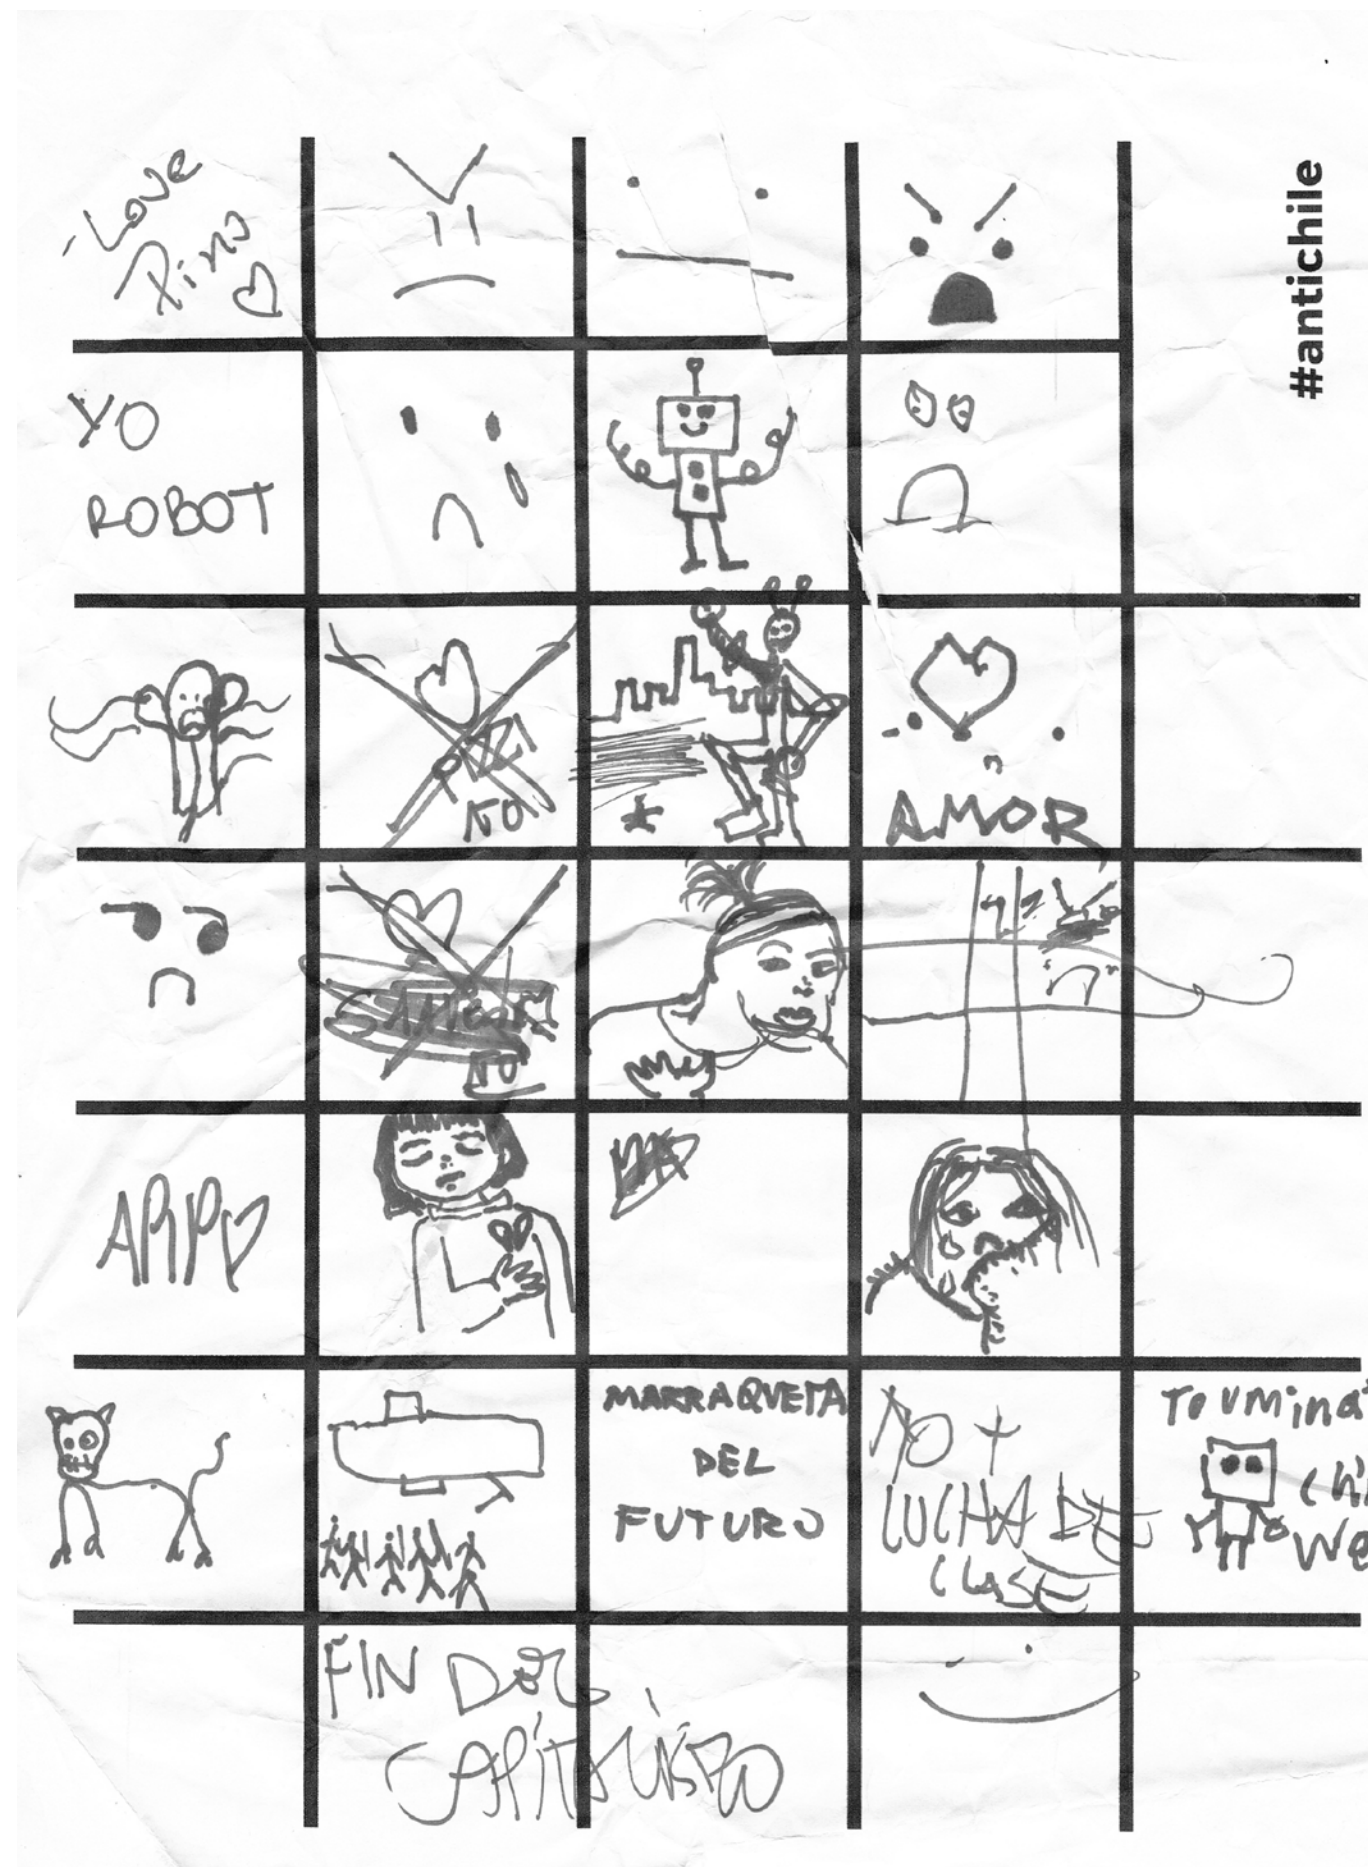 #antichile
Love
Pino
YO
ROBOT
NO
AMOR
NO
MARRAQUETA
DEL
FUTURO
NO +
LUCHA DE
CLASE
FIN DEL
CAPITALISMO